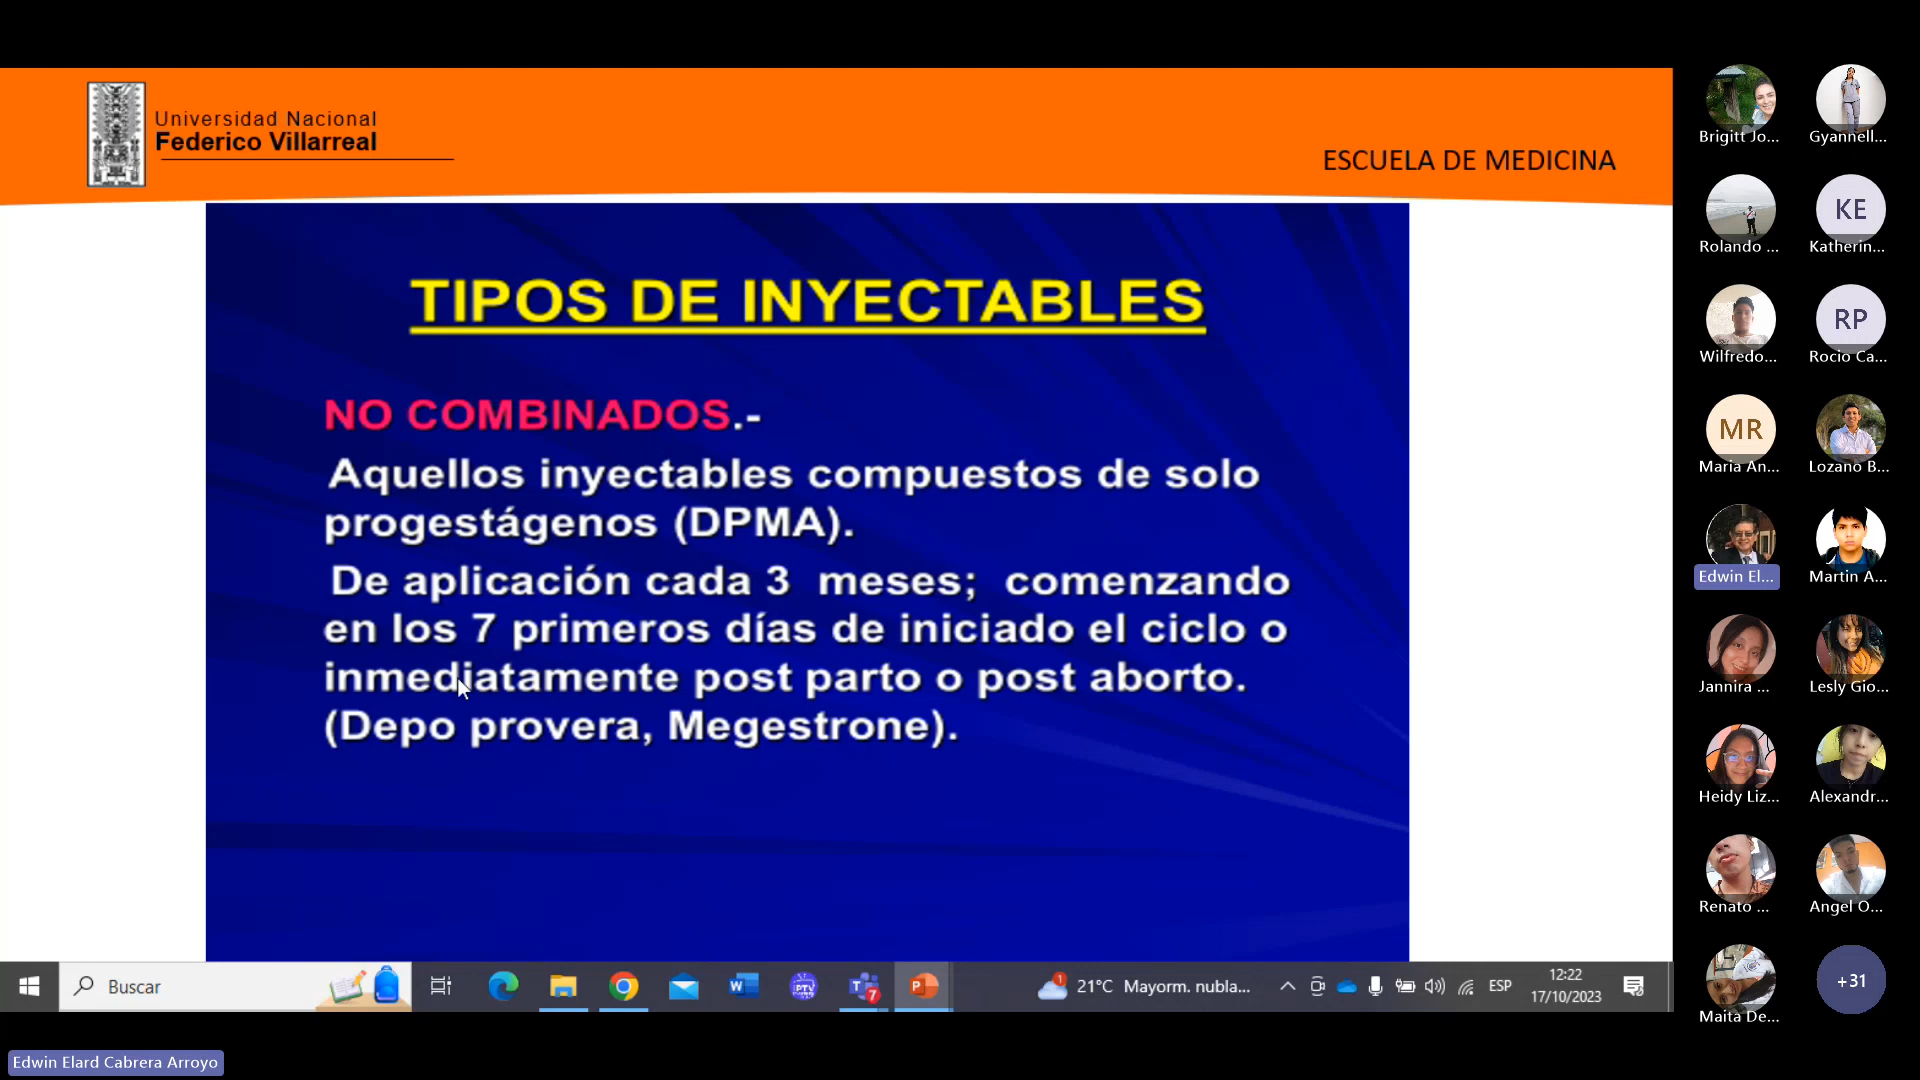 Universidad Nacional
Federico Villarreal
ESCUELA DE MEDICINA
TIPOS DE INYECTABLES
NO COMBINADOS.-
Aquellos inyectables compuestos de solo
progestágenos (DPMA).
De aplicación cada 3 meses; comenzando
en los 7 primeros días de iniciado el ciclo o
inmediatamente post parto o post aborto.
(Depo provera, Megestrone).
Brigitt Jo...
Gyannell...
Rolando ...
KE
Katherin...
Wilfredo...
RP
Rocio Ca...
MR
Maria An...
Lozano B...
Edwin El...
Martin A...
Jannira ...
Lesly Gio...
Heidy Liz...
Alexandr...
Renato ...
Angel O...
Maita De...
+31
Buscar
PTV
7
1
21°C Mayorm. nubla...
ESP
12:22
17/10/2023
Edwin Elard Cabrera Arroyo